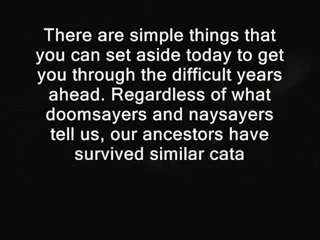 There are simple things that
you can set aside today to get
you through the difficult years
ahead. Regardless of what
doomsayers and naysayers
tell us, our ancestors have
survived similar cata